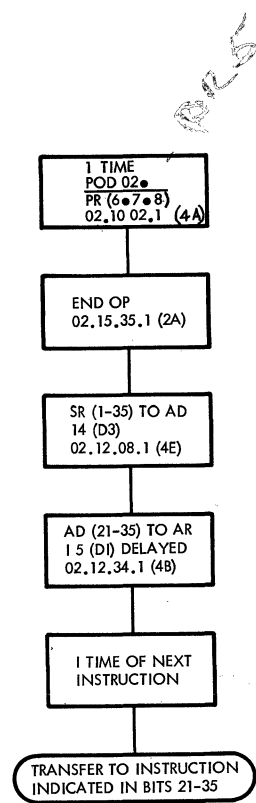 1 TIME
POD 02●
PR (6●7●8)
02.10 02.1 (4A)
END OP
02.15.35.1 (2A)
SR (1-35) TO AD
14 (D3)
02.12.08.1 (4E)
AD (21-35) TO AR
I 5 (DI) DELAYED
02.12.34.1 (4B)
I TIME OF NEXT
INSTRUCTION
TRANSFER TO INSTRUCTION
INDICATED IN BITS 21-35